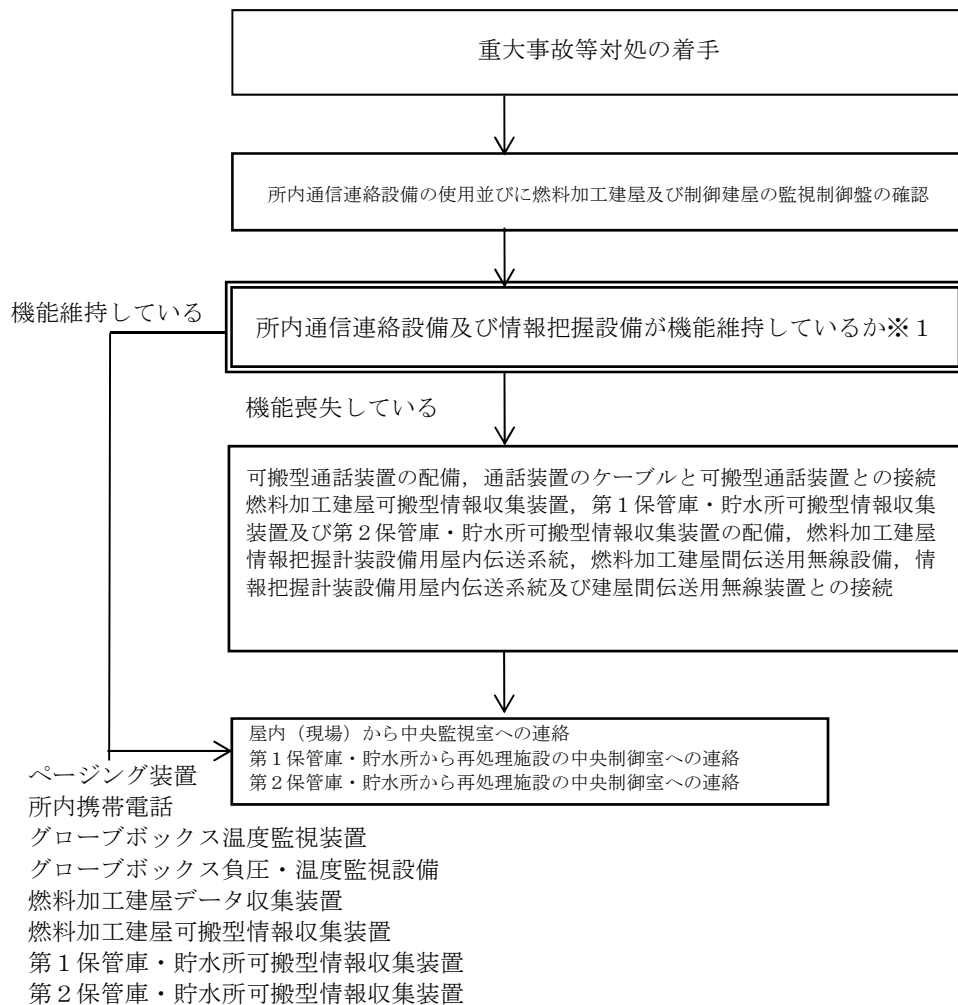 重大事故等対処の着手
所内通信連絡設備の使用並びに燃料加工建屋及び制御建屋の監視制御盤の確認
機能維持している
所内通信連絡設備及び情報把握設備が機能維持しているか※１
機能喪失している
可搬型通話装置の配備，通話装置のケーブルと可搬型通話装置との接続
燃料加工建屋可搬型情報収集装置，第１保管庫・貯水所可搬型情報収集
装置及び第２保管庫・貯水所可搬型情報収集装置の配備，燃料加工建屋
情報把握計装設備用屋内伝送系統，燃料加工建屋間伝送用無線設備，情
報把握計装設備用屋内伝送系統及び建屋間伝送用無線装置との接続
屋内（現場）から中央監視室への連絡
第１保管庫・貯水所から再処理施設の中央制御室への連絡
第２保管庫・貯水所から再処理施設の中央制御室への連絡
ページング装置
所内携帯電話
グローブボックス温度監視装置
グローブボックス負圧・温度監視設備
燃料加工建屋データ収集装置
燃料加工建屋可搬型情報収集装置
第１保管庫・貯水所可搬型情報収集装置
第２保管庫・貯水所可搬型情報収集装置